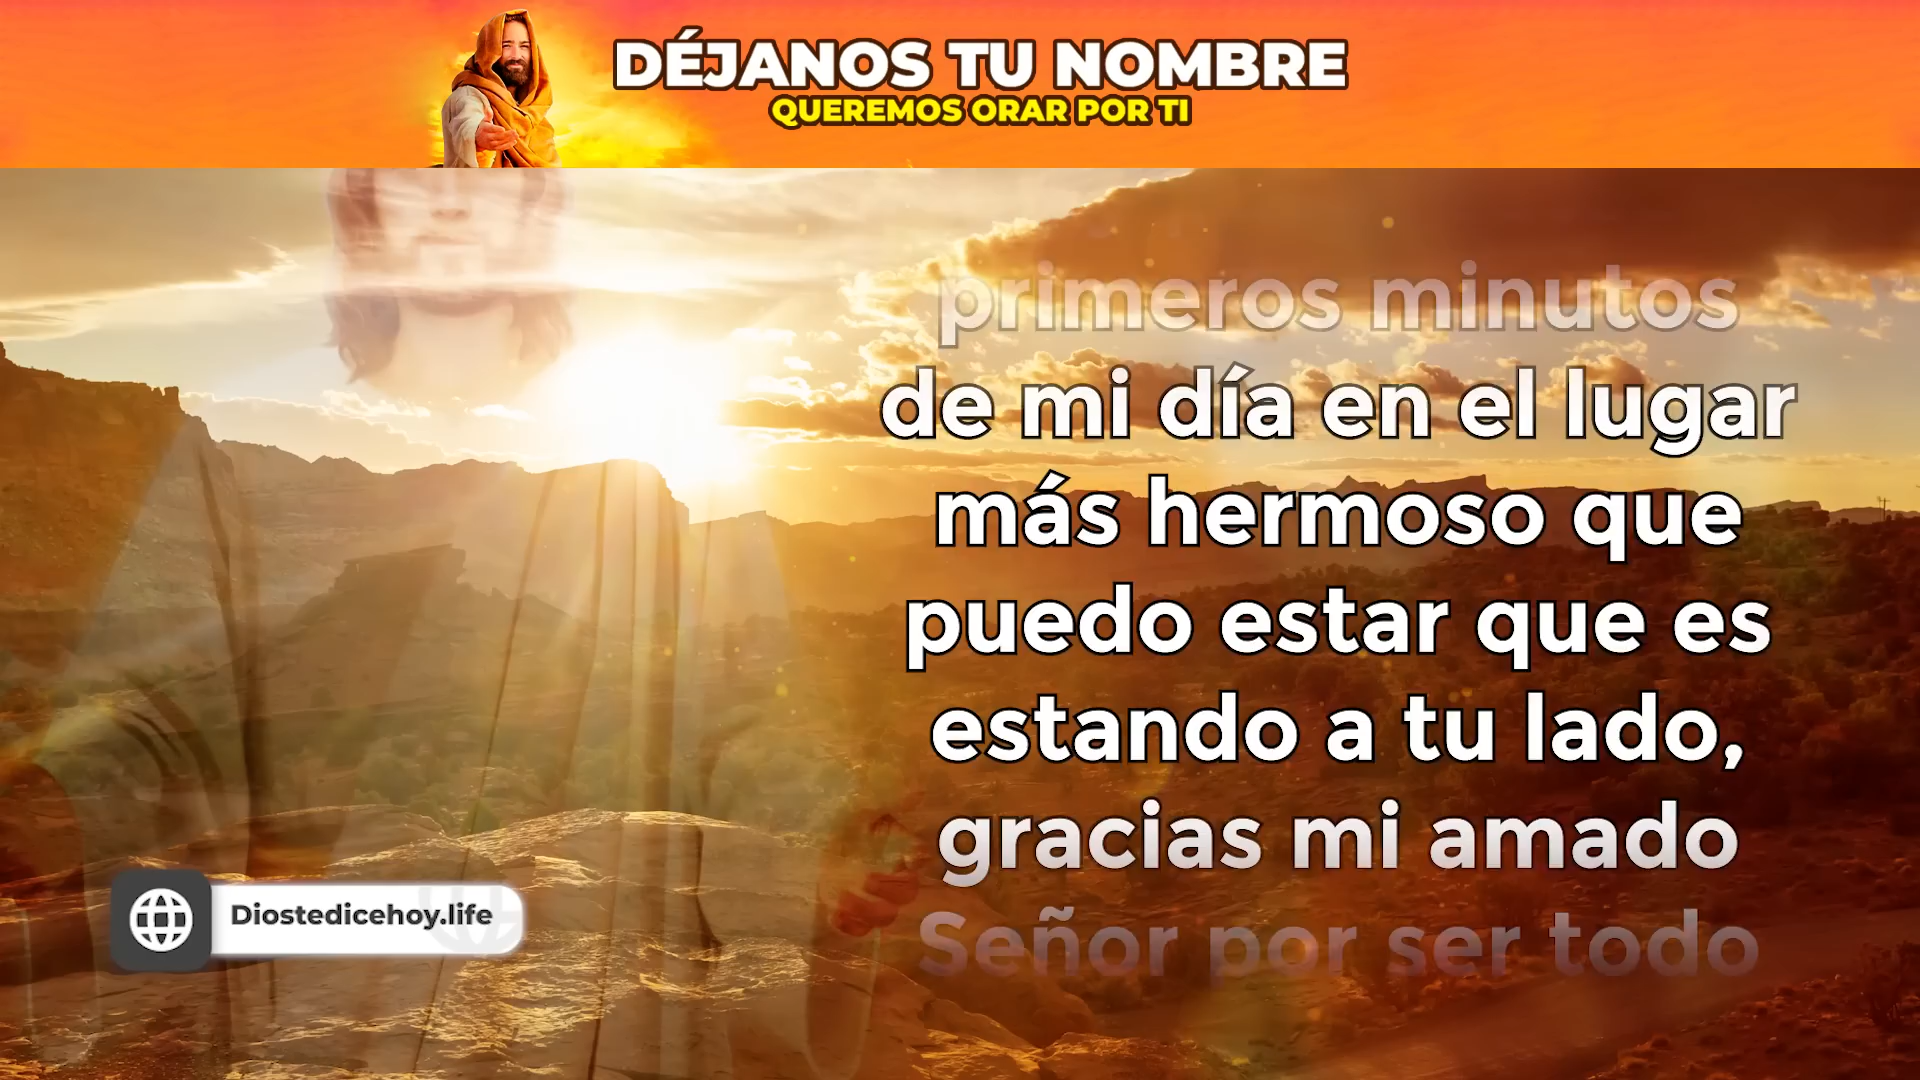 DÉJANOS TU NOMBRE
QUEREMOS ORAR POR TI
primeros minutos
de mi día en el lugar
más hermoso que
puedo estar que es
estando a tu lado,
gracias mi amado
Señor por ser todo
Diostedicehoy.life